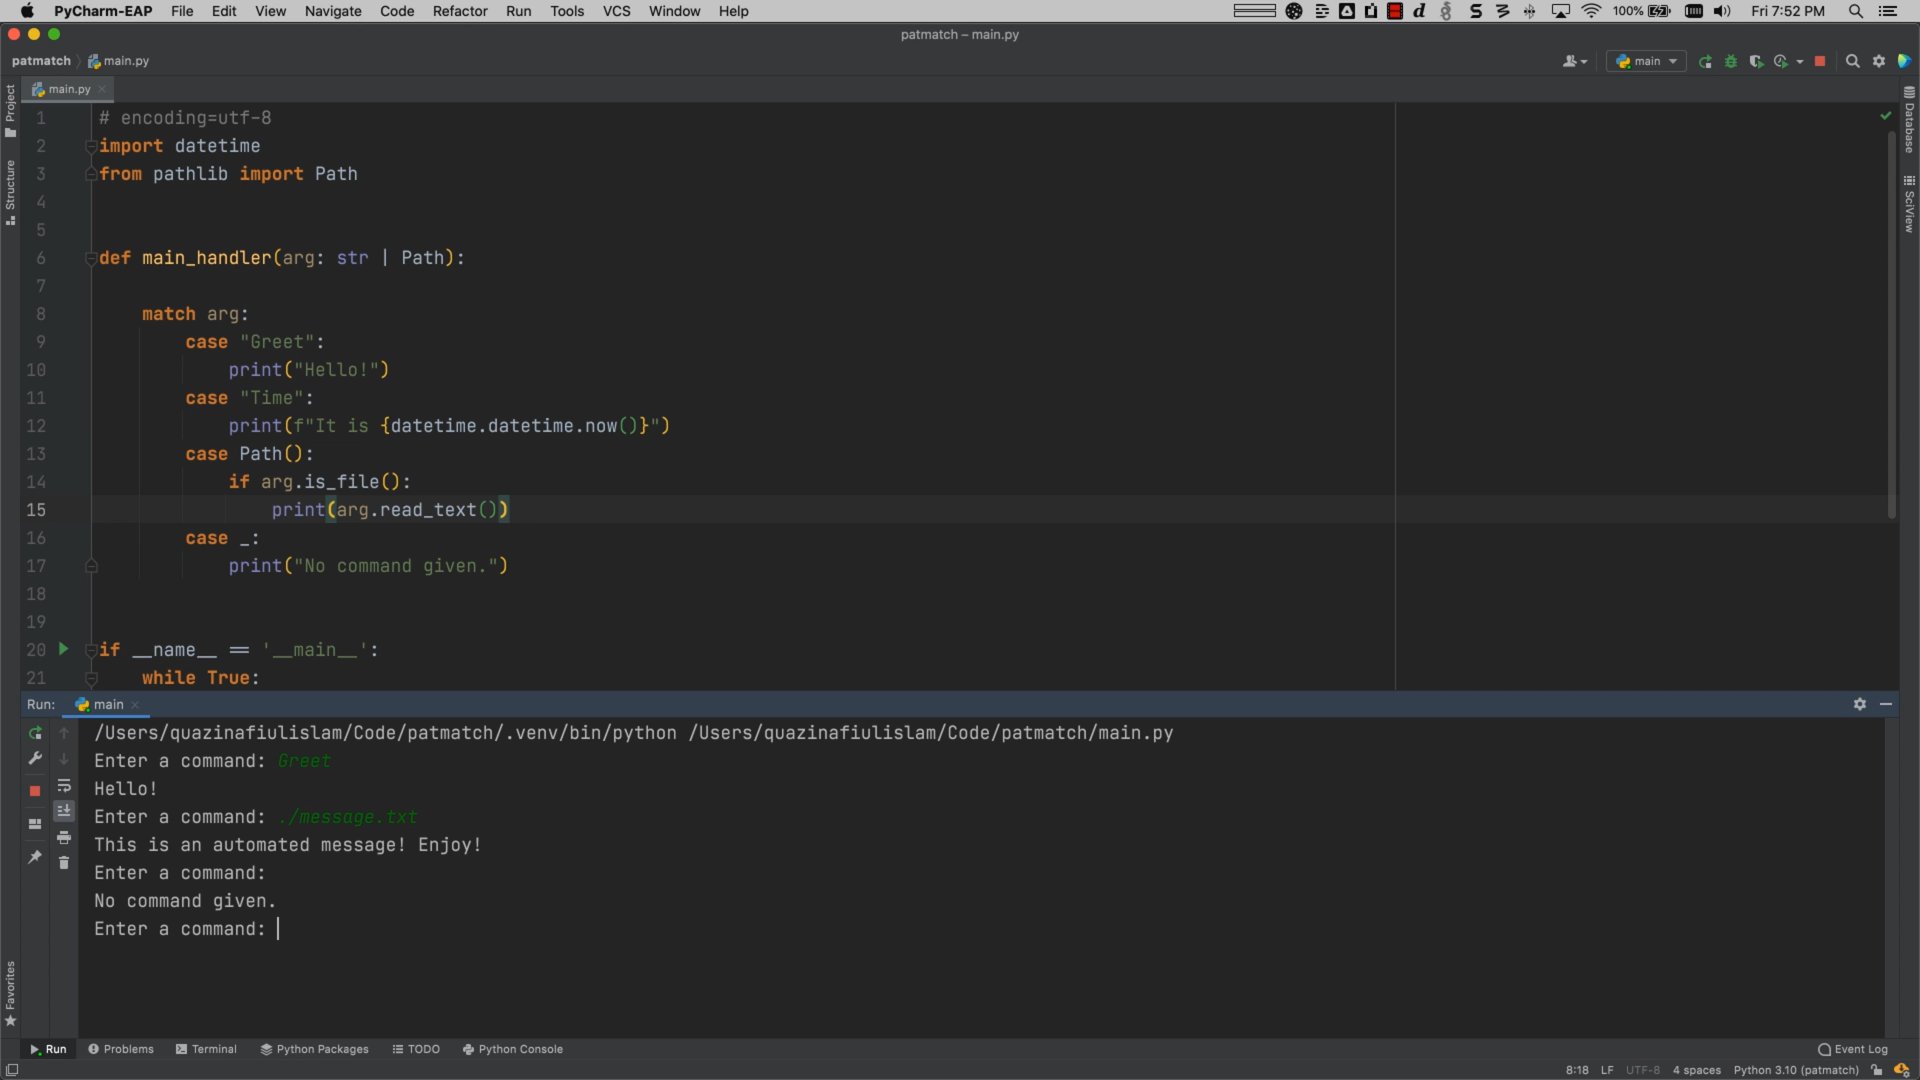 PyCharm-EAP File Edit View Navigate Code Refactor Run Tools VCS Window Help 100% Fri 7:52 PM
patmatch – main.py
patmatch main.py main
main.py
Project
Structure
Favorites
Database
SciView
1 # encoding=utf-8
2 import datetime
3 from pathlib import Path
4
5
6 def main_handler(arg: str | Path):
7
8 match arg:
9 case "Greet":
10 print("Hello!")
11 case "Time":
12 print(f"It is {datetime.datetime.now()}")
13 case Path():
14 if arg.is_file():
15 print(arg.read_text())
16 case _:
17 print("No command given.")
18
19
20 if __name__ == '__main__':
21 while True:
Run: main
/Users/quazinafiulislam/Code/patmatch/.venv/bin/python /Users/quazinafiulislam/Code/patmatch/main.py
Enter a command: Greet
Hello!
Enter a command: ./message.txt
This is an automated message! Enjoy!
Enter a command:
No command given.
Enter a command:
Run Problems Terminal Python Packages TODO Python Console Event Log
8:18 LF UTF-8 4 spaces Python 3.10 (patmatch)